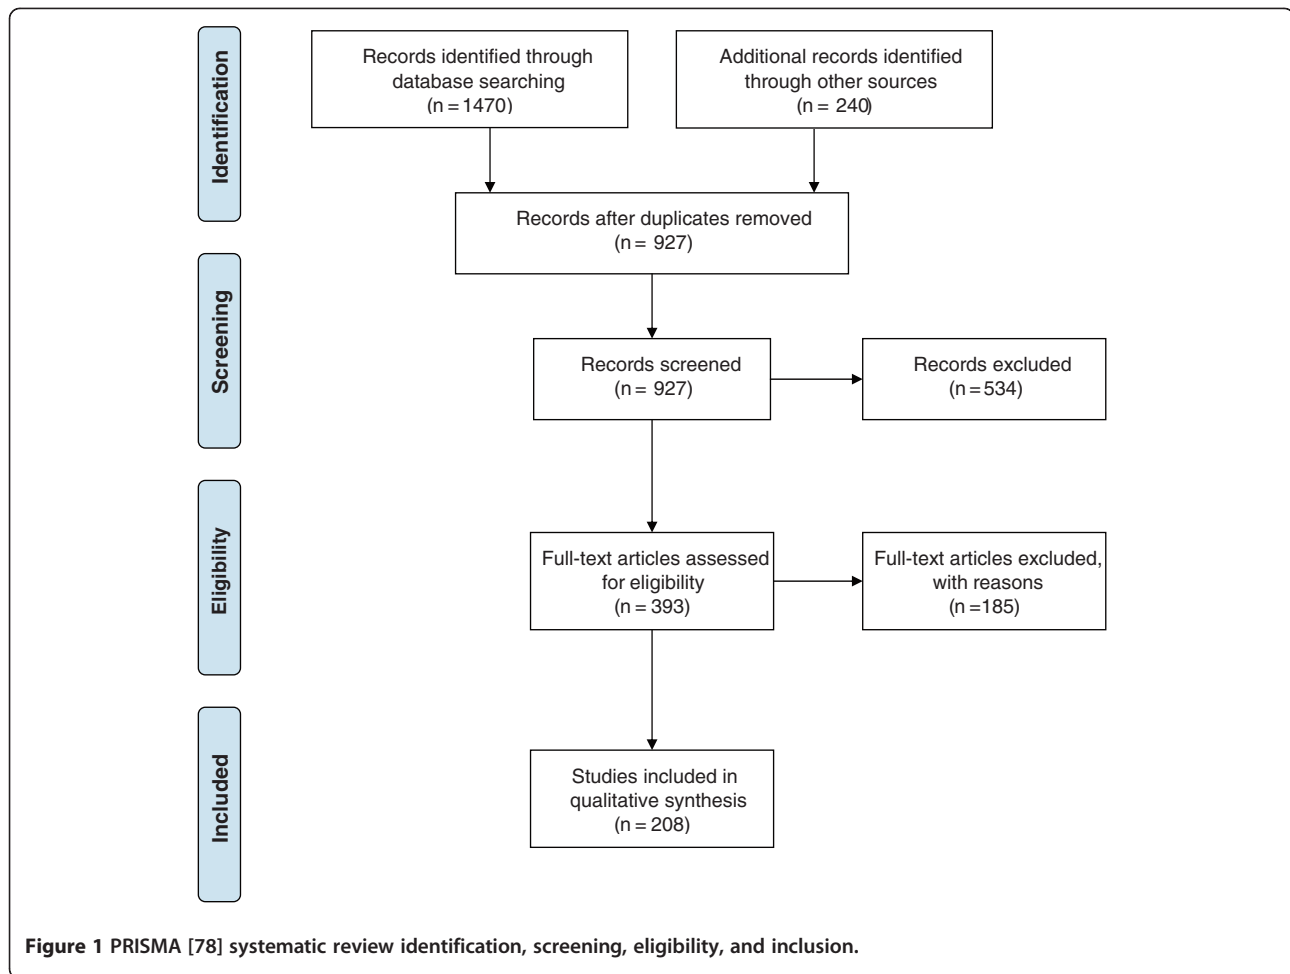 Identification
Records identified through
database searching
(n = 1470)
Additional records identified
through other sources
(n = 240)
Records after duplicates removed
(n = 927)
Screening
Records screened
(n = 927)
Records excluded
(n = 534)
Eligibility
Full-text articles assessed
for eligibility
(n = 393)
Full-text articles excluded,
with reasons
(n =185)
Included
Studies included in
qualitative synthesis
(n = 208)
Figure 1 PRISMA [78] systematic review identification, screening, eligibility, and inclusion.